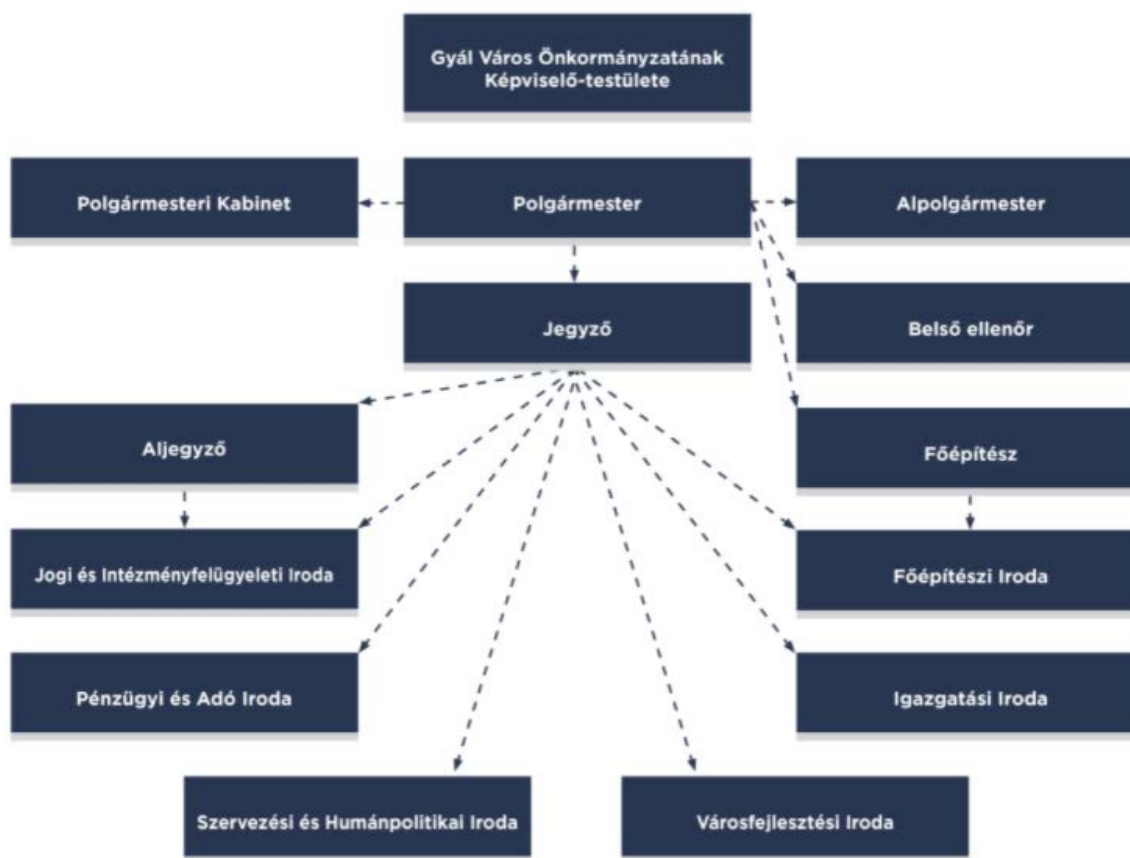 Gyál Város Önkormányzatának
Képviselő-testülete
Polgármesteri Kabinet
Polgármester
Alpolgármester
Jegyző
Belső ellenőr
Aljegyző
Főépítész
Jogi és Intézményfelügyeleti Iroda
Főépítészi Iroda
Pénzügyi és Adó Iroda
Igazgatási Iroda
Szervezési és Humánpolitikai Iroda
Városfejlesztési Iroda